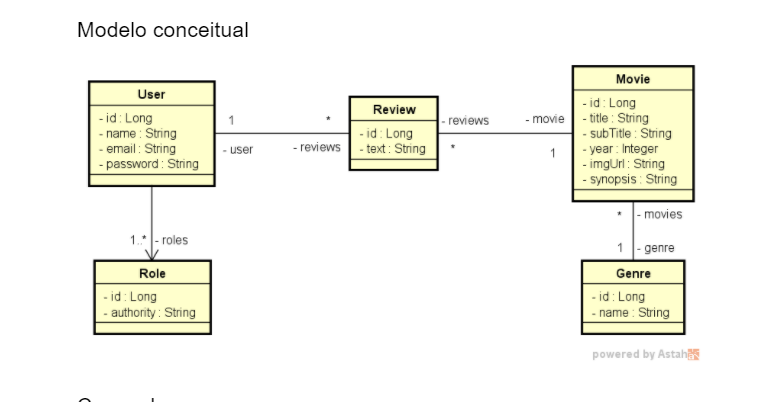 Modelo conceitual
User
- id : Long
- name : String
- email : String
- password : String
1
- user
*
- reviews
Review
- id : Long
- text : String
- reviews
*
- movie
1
Movie
- id : Long
- title : String
- subTitle : String
- year : Integer
- imgUrl : String
- synopsis : String
1..*
- roles
Role
- id : Long
- authority : String
*
- movies
1
- genre
Genre
- id : Long
- name : String
powered by Astah